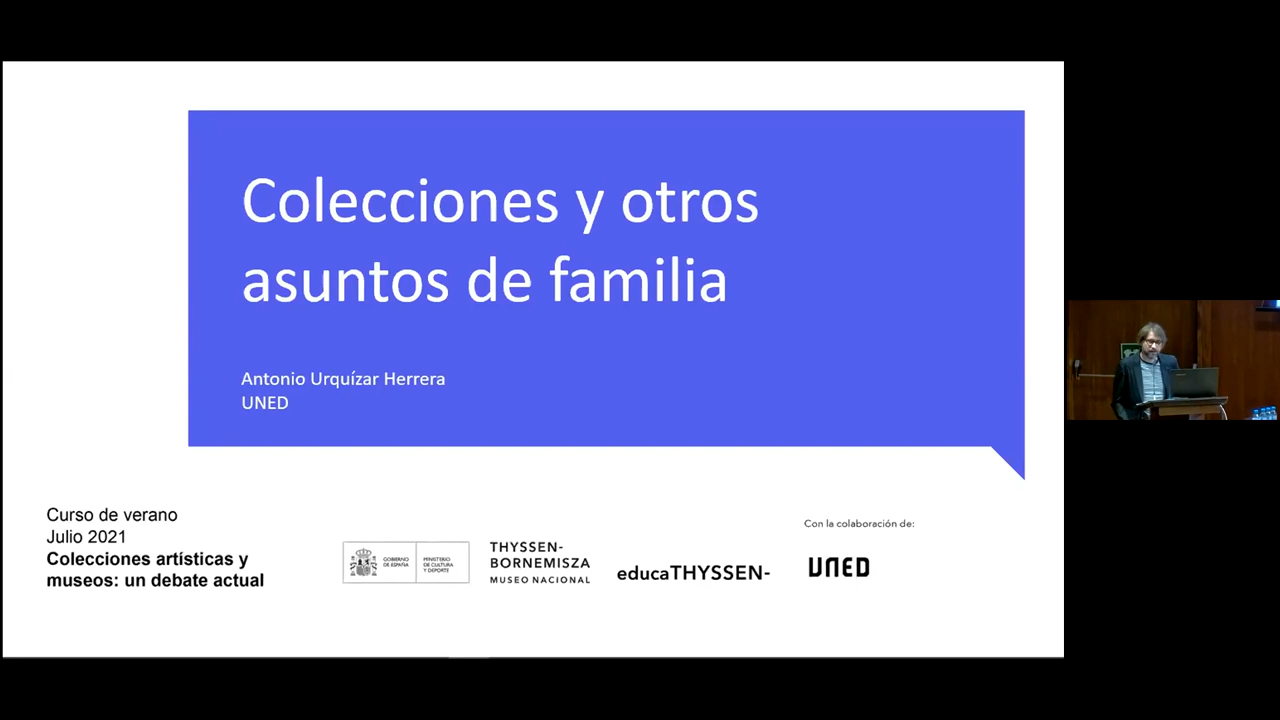 Colecciones y otros
asuntos de familia
Antonio Urquízar Herrera
UNED
Curso de verano
Julio 2021
Colecciones artísticas y
museos: un debate actual
GOBIERNO
DE ESPAÑA
MINISTERIO
DE CULTURA
Y DEPORTE
THYSSEN-
BORNEMISZA
MUSEO NACIONAL
educaTHYSSEN-
Con la colaboración de:
UNED